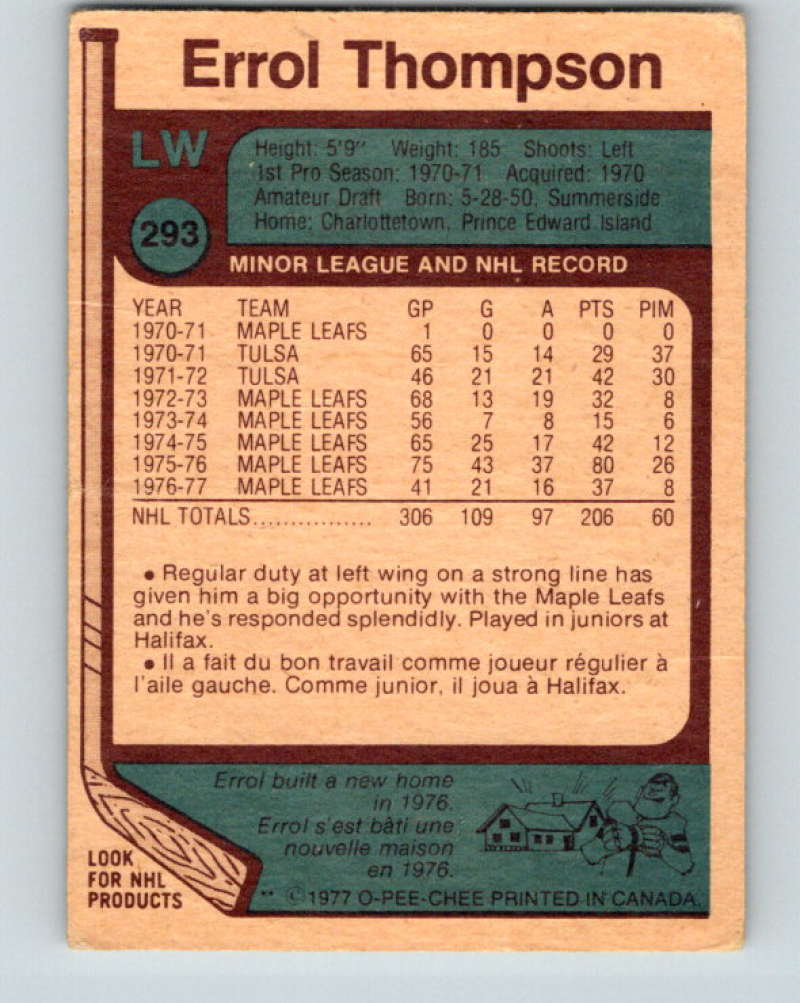 Errol Thompson
LW
Height: 5'9" Weight: 185 Shoots: Left
1st Pro Season: 1970-71 Acquired: 1970
Amateur Draft Born: 5-28-50, Summerside
Home: Charlottetown, Prince Edward Island
293
MINOR LEAGUE AND NHL RECORD
YEAR TEAM GP G A PTS PIM
1970-71 MAPLE LEAFS 1 0 0 0 0
1970-71 TULSA 65 15 14 29 37
1971-72 TULSA 46 21 21 42 30
1972-73 MAPLE LEAFS 68 13 19 32 8
1973-74 MAPLE LEAFS 56 7 8 15 6
1974-75 MAPLE LEAFS 65 25 17 42 12
1975-76 MAPLE LEAFS 75 43 37 80 26
1976-77 MAPLE LEAFS 41 21 16 37 8
NHL TOTALS................ 306 109 97 206 60
• Regular duty at left wing on a strong line has
given him a big opportunity with the Maple Leafs
and he's responded splendidly. Played in juniors at
Halifax.
• Il a fait du bon travail comme joueur régulier à
l'aile gauche. Comme junior, il joua à Halifax.
Errol built a new home
in 1976.
Errol s'est bâti une
nouvelle maison
en 1976.
LOOK
FOR NHL
PRODUCTS
** ©1977 O-PEE-CHEE PRINTED IN CANADA.